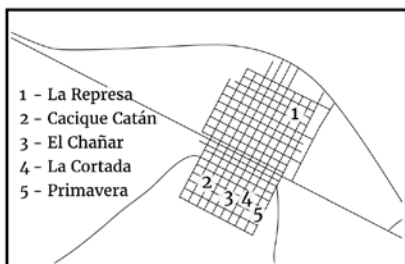 1 - La Represa
2 - Cacique Catán
3 - El Chañar
4 - La Cortada
5 - Primavera
1
2
3
4
5